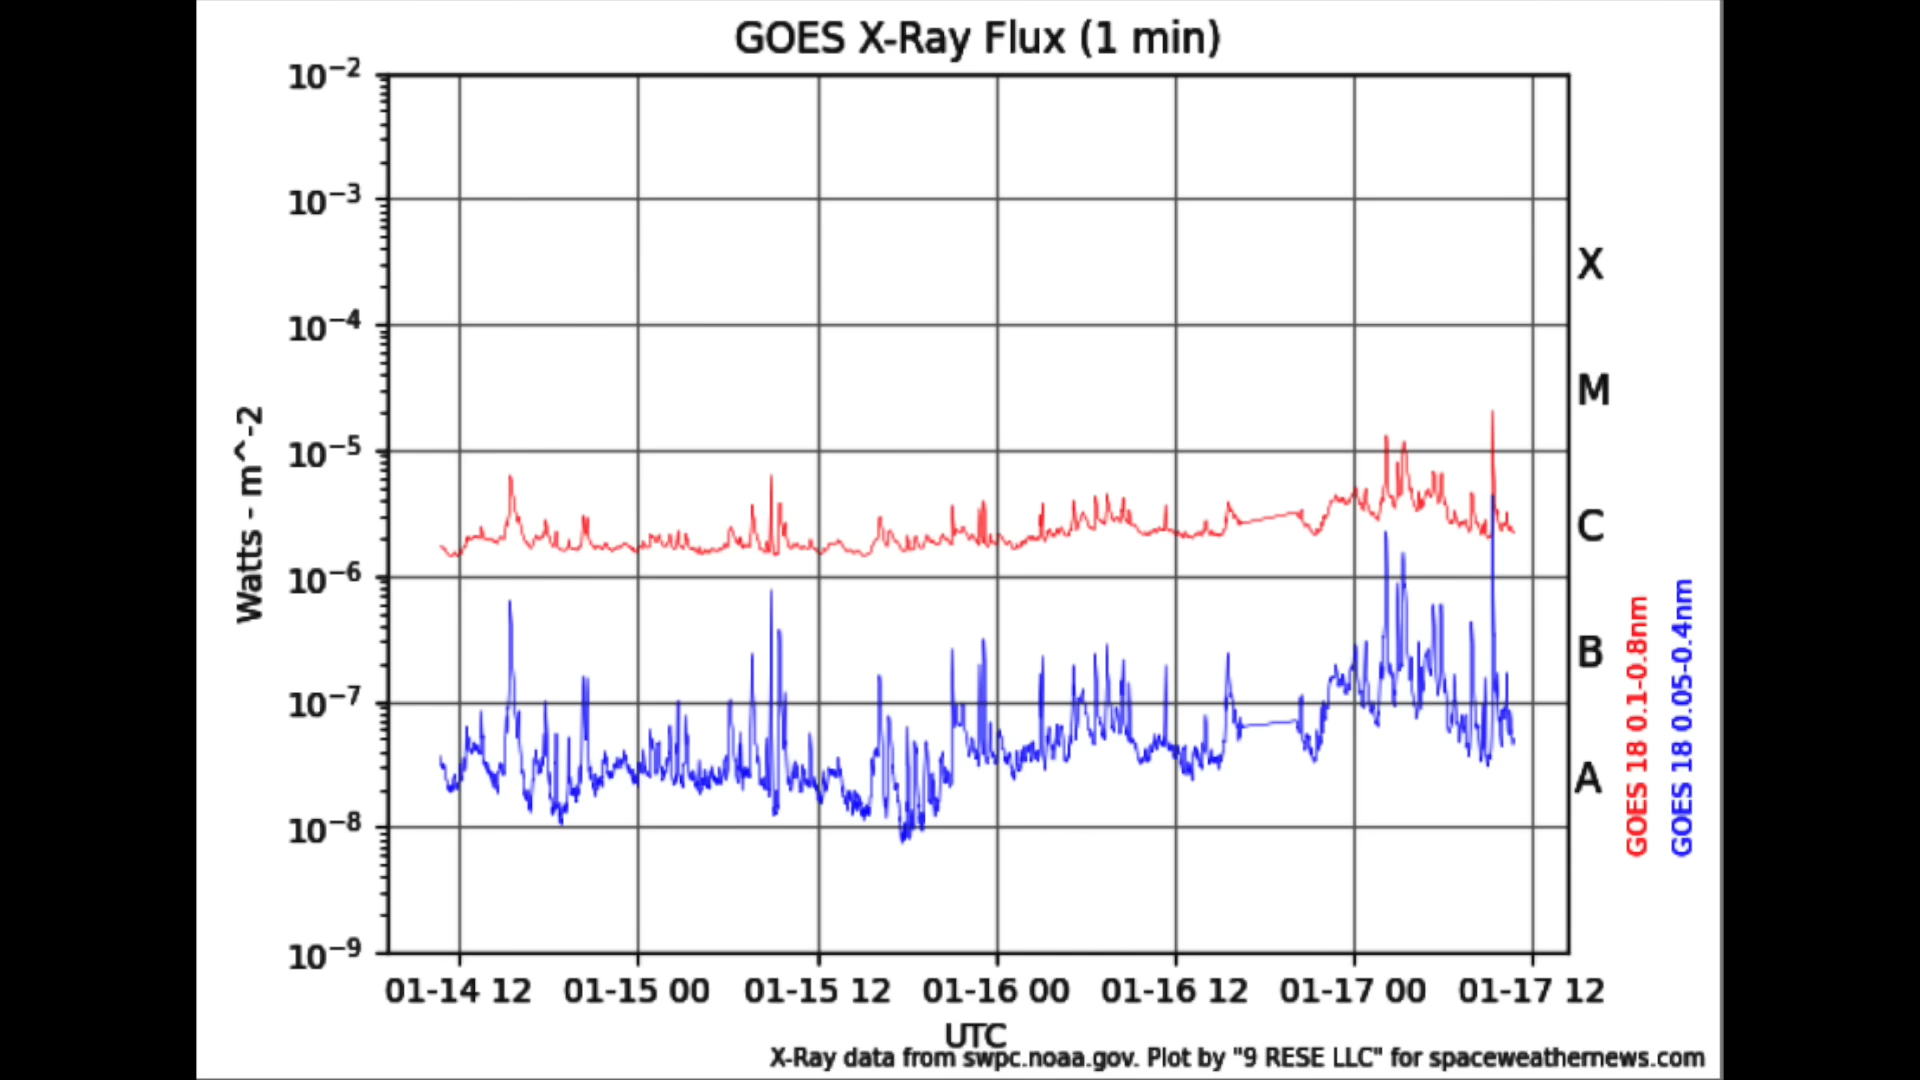 GOES X-Ray Flux (1 min)
10−2
10−3
10−4
10−5
10−6
10−7
10−8
10−9
Watts - m^-2
X
M
C
B
A
GOES 18 0.1-0.8nm
GOES 18 0.05-0.4nm
01-14 12 01-15 00 01-15 12 01-16 00 01-16 12 01-17 00 01-17 12
UTC
X-Ray data from swpc.noaa.gov. Plot by "9 RESE LLC" for spaceweathernews.com